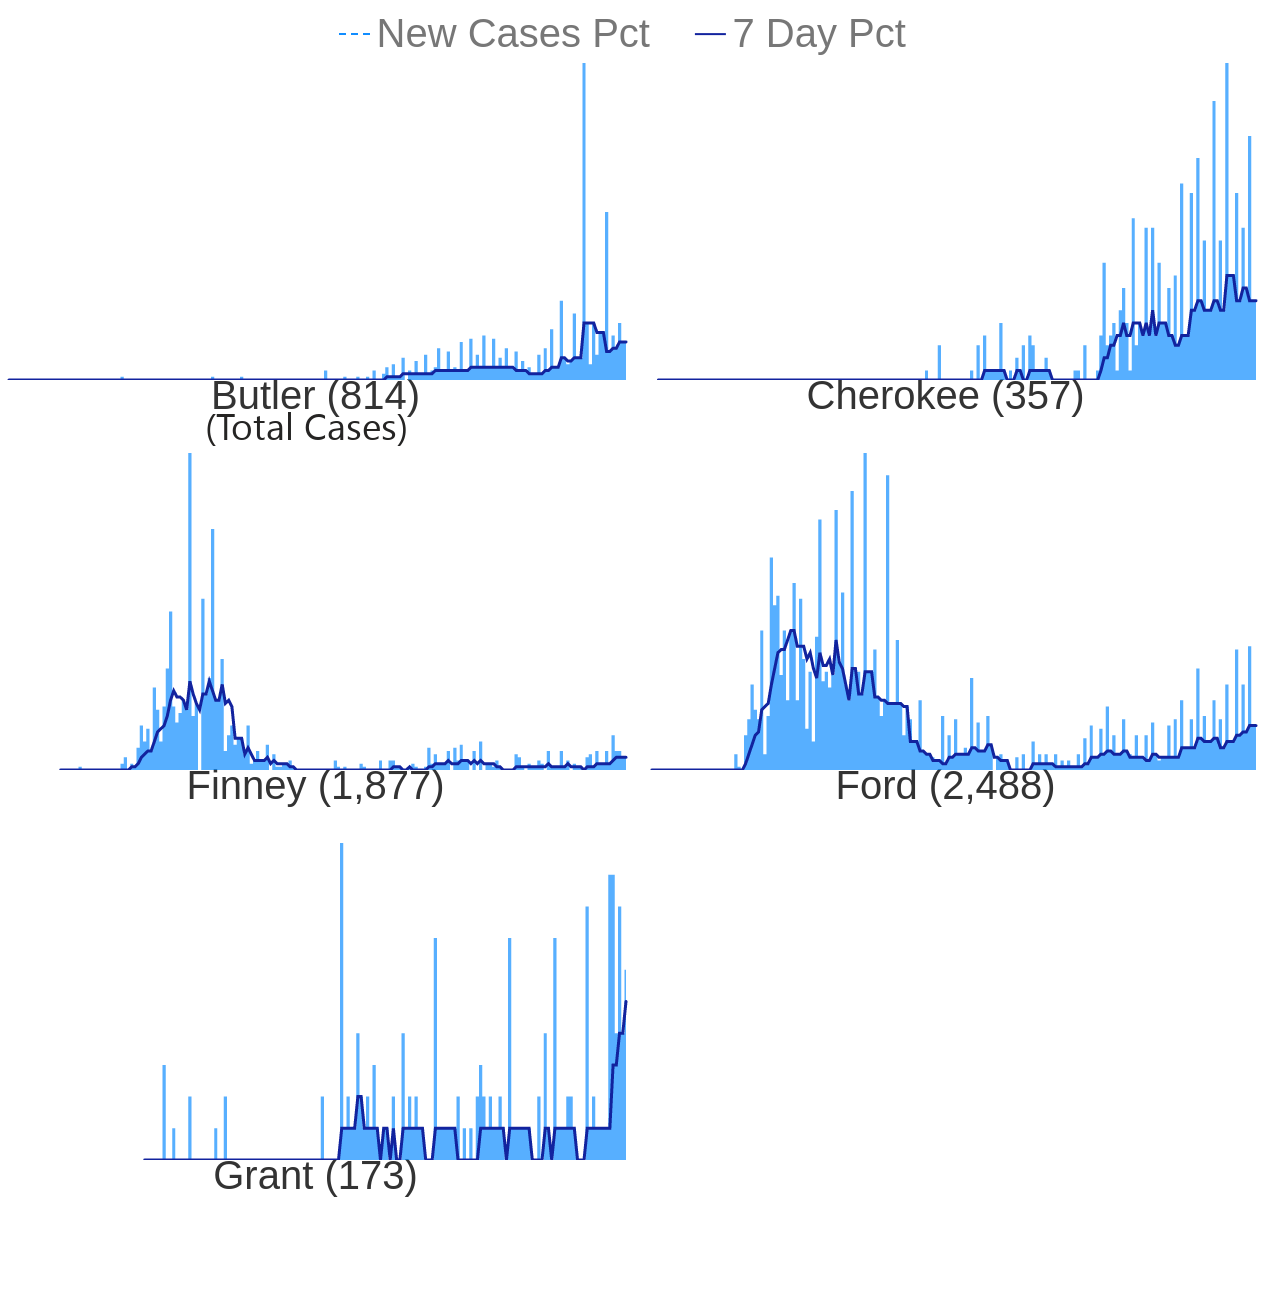 New Cases Pct 7 Day Pct
Butler (814) Cherokee (357)
(Total Cases)
Finney (1,877) Ford (2,488)
Grant (173)